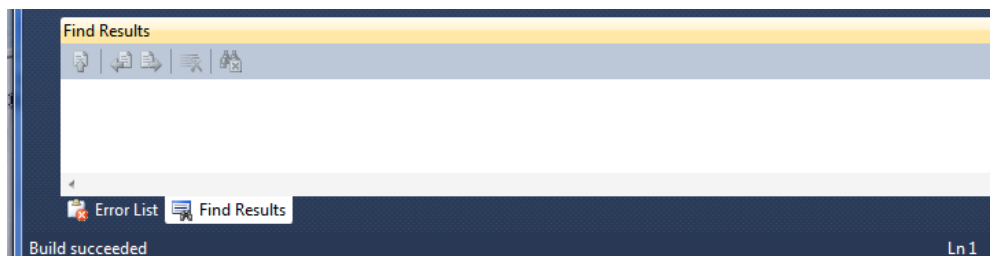 Find Results
Error List Find Results
Build succeeded Ln 1